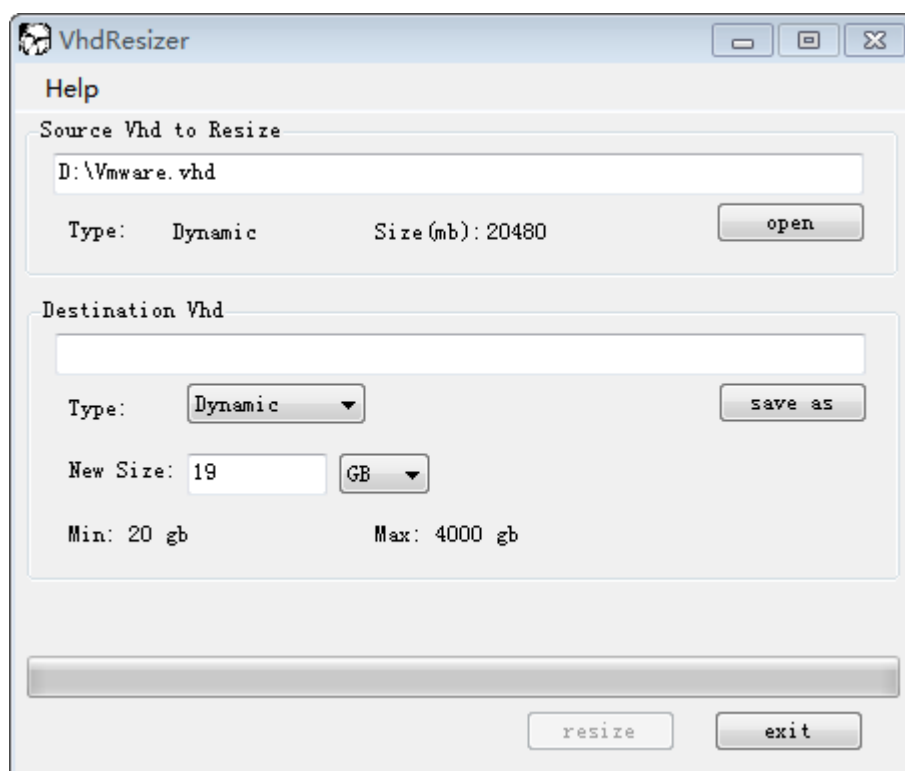 VhdResizer
Help
Source Vhd to Resize
D:\Vmware.vhd
Type: Dynamic Size(mb):20480 open
Destination Vhd
Type: Dynamic save as
New Size: 19 GB
Min: 20 gb Max: 4000 gb
resize exit